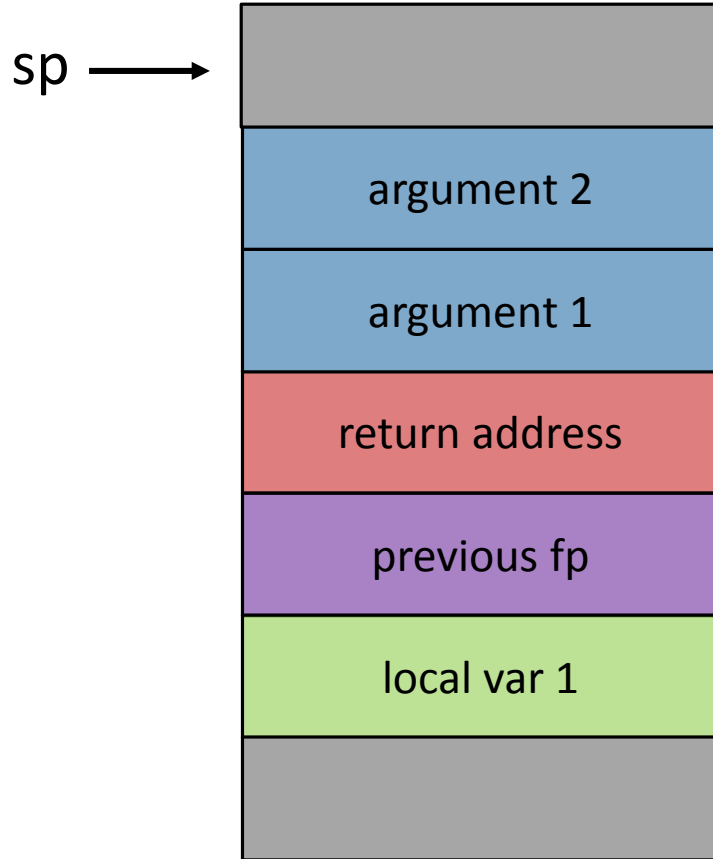 sp
argument 2
argument 1
return address
previous fp
local var 1